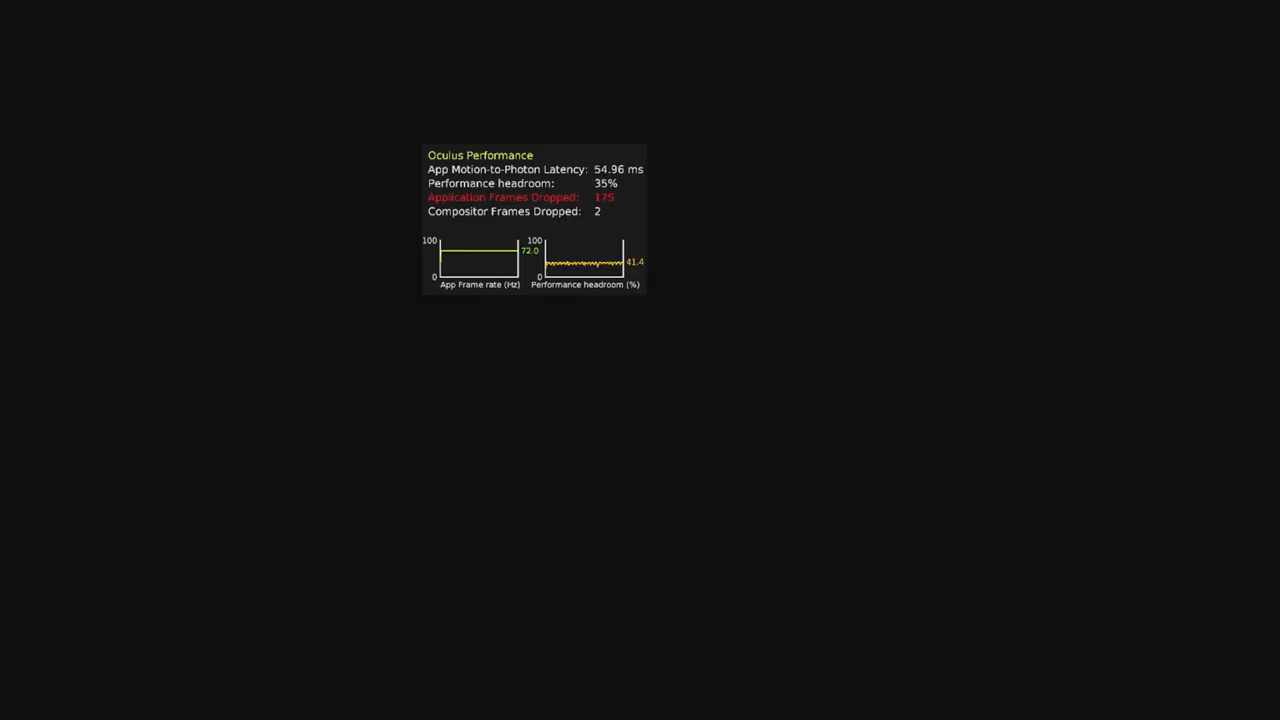 Oculus Performance
App Motion-to-Photon Latency: 54.96 ms
Performance headroom: 35%
Application Frames Dropped: 175
Compositor Frames Dropped: 2
100 72.0 100 41.4
0 0
App Frame rate (Hz) Performance headroom (%)